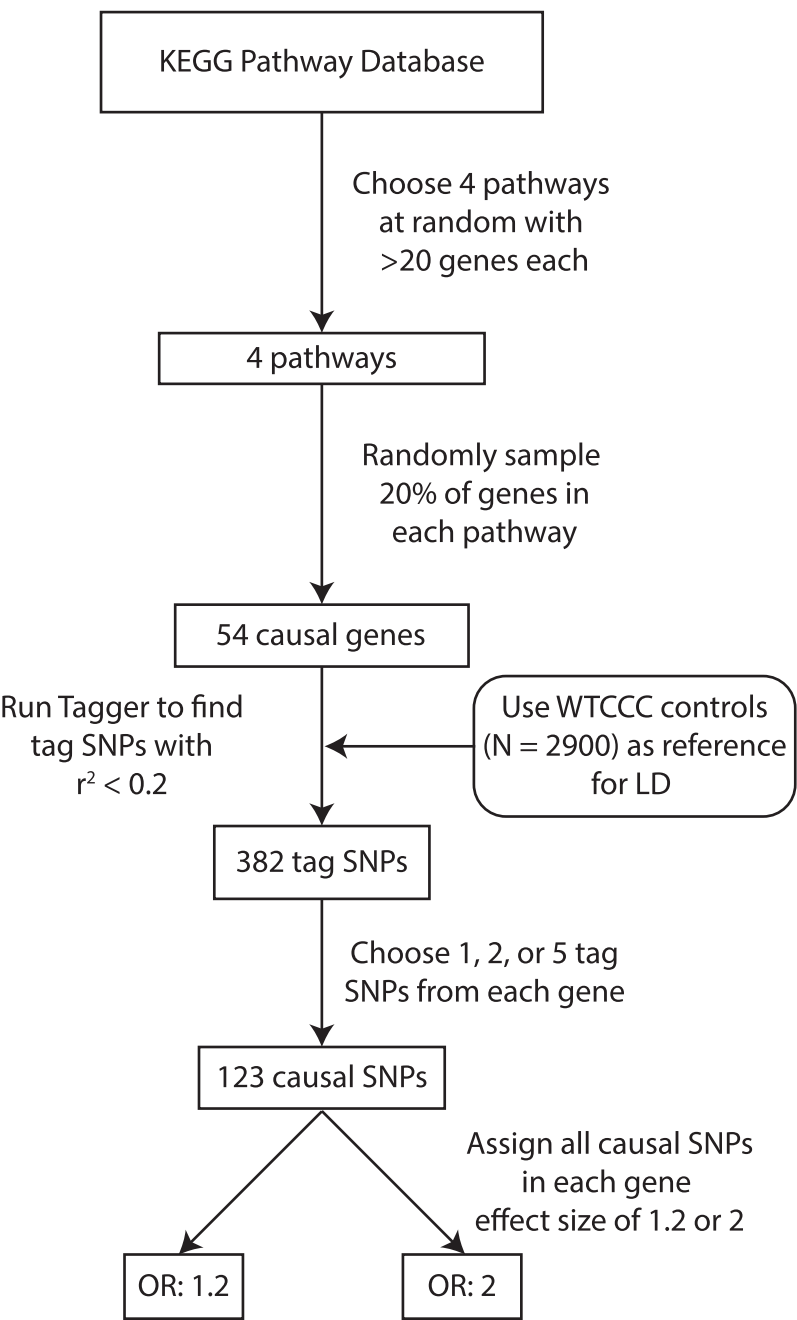 KEGG Pathway Database
Choose 4 pathways
at random with
>20 genes each
4 pathways
Randomly sample
20% of genes in
each pathway
54 causal genes
Run Tagger to find
tag SNPs with
r² < 0.2
Use WTCCC controls
(N = 2900) as reference
for LD
382 tag SNPs
Choose 1, 2, or 5 tag
SNPs from each gene
123 causal SNPs
Assign all causal SNPs
in each gene
effect size of 1.2 or 2
OR: 1.2
OR: 2